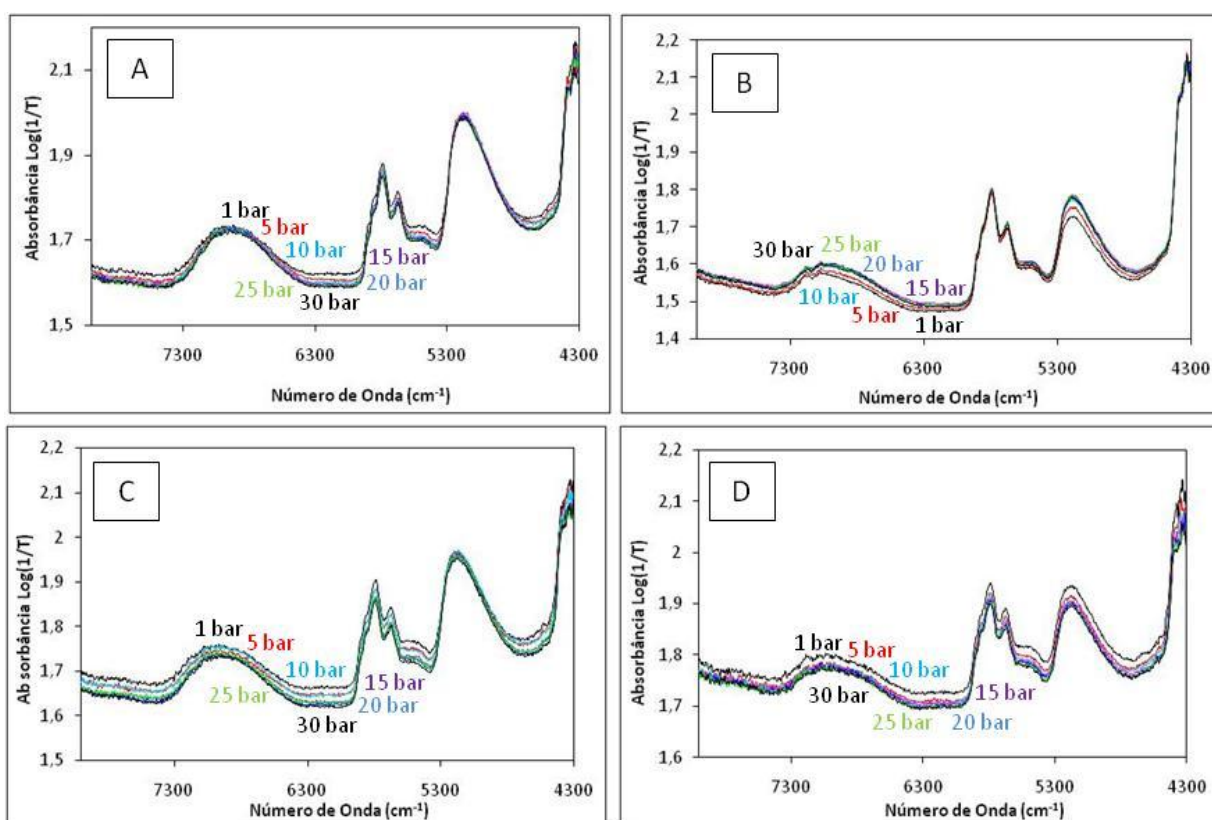 A
Absorbância Log(1/T)
2,1
1,9
1,7
1,5
1 bar
5 bar
10 bar
15 bar
25 bar
20 bar
30 bar
7300
6300
5300
4300
Número de Onda (cm-1)
B
Absorbância Log(1/T)
2,2
2,1
2
1,9
1,8
1,7
1,6
1,5
1,4
30 bar
25 bar
20 bar
10 bar
15 bar
5 bar
1 bar
7300
6300
5300
4300
Número de Onda (cm-1)
C
Absorbância Log(1/T)
2,2
2,1
2
1,9
1,8
1,7
1,6
1,5
1 bar
5 bar
10 bar
15 bar
25 bar
20 bar
30 bar
7300
6300
5300
4300
Número de Onda (cm-1)
D
Absorbância Log(1/T)
2,2
2,1
2
1,9
1,8
1,7
1,6
1 bar
5 bar
10 bar
30 bar
15 bar
25 bar
20 bar
7300
6300
5300
4300
Número de Onda (cm-1)